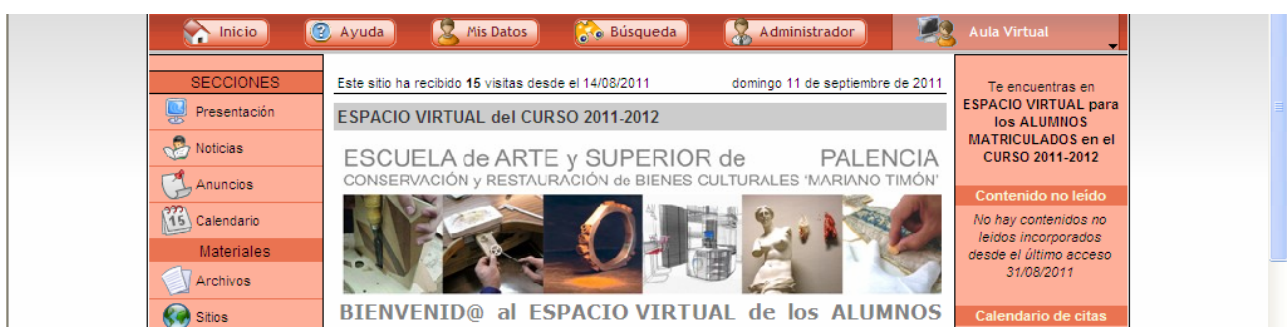 Inicio
Ayuda
Mis Datos
Búsqueda
Administrador
Aula Virtual
SECCIONES
Presentación
Noticias
Anuncios
15
Calendario
Materiales
Archivos
Sitios
Este sitio ha recibido 15 visitas desde el 14/08/2011
domingo 11 de septiembre de 2011
ESPACIO VIRTUAL del CURSO 2011-2012
ESCUELA de ARTE y SUPERIOR de PALENCIA
CONSERVACIÓN y RESTAURACIÓN de BIENES CULTURALES 'MARIANO TIMÓN'
BIENVENID@ al ESPACIO VIRTUAL de los ALUMNOS
Te encuentras en
ESPACIO VIRTUAL para
los ALUMNOS
MATRICULADOS en el
CURSO 2011-2012
Contenido no leído
No hay contenidos no
leidos incorporados
desde el último acceso
31/08/2011
Calendario de citas